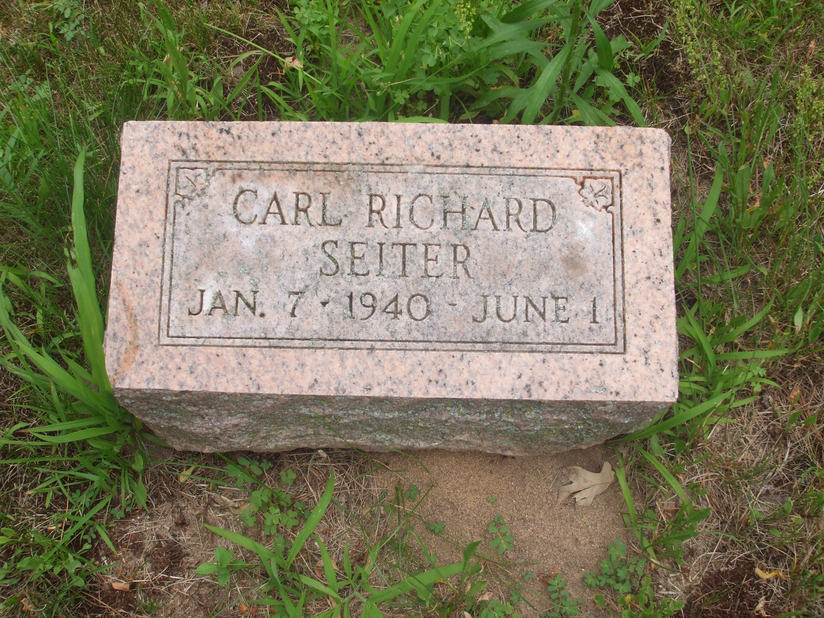 CARL RICHARD
SEITER
JAN. 7 · 1940 - JUNE 1